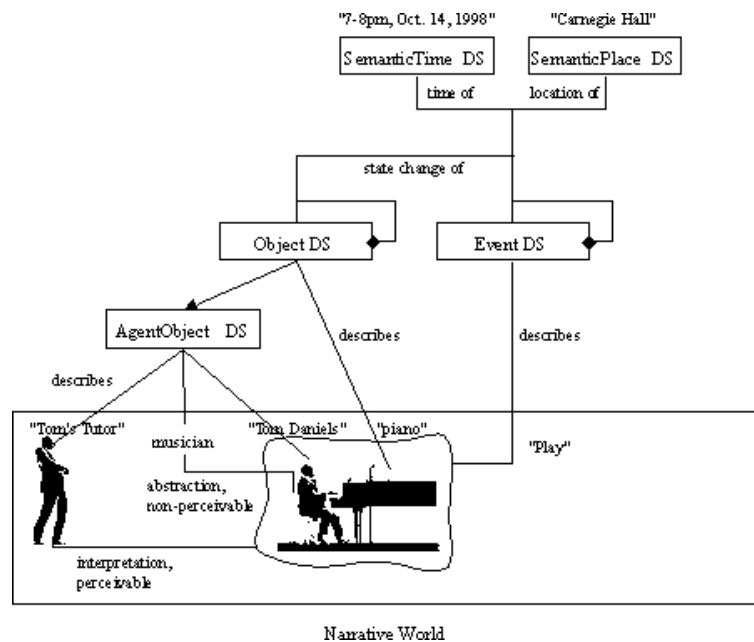 "7-8pm, Oct. 14, 1998"
"Carnegie Hall"
SemanticTime DS
SemanticPlace DS
time of
location of
state change of
Object DS
Event DS
AgentObject DS
describes
describes
describes
"Tom's Tutor"
musician
"Tom Daniels"
"piano"
"Play"
abstraction,
non-perceivable
interpretation,
perceivable
Narrative World